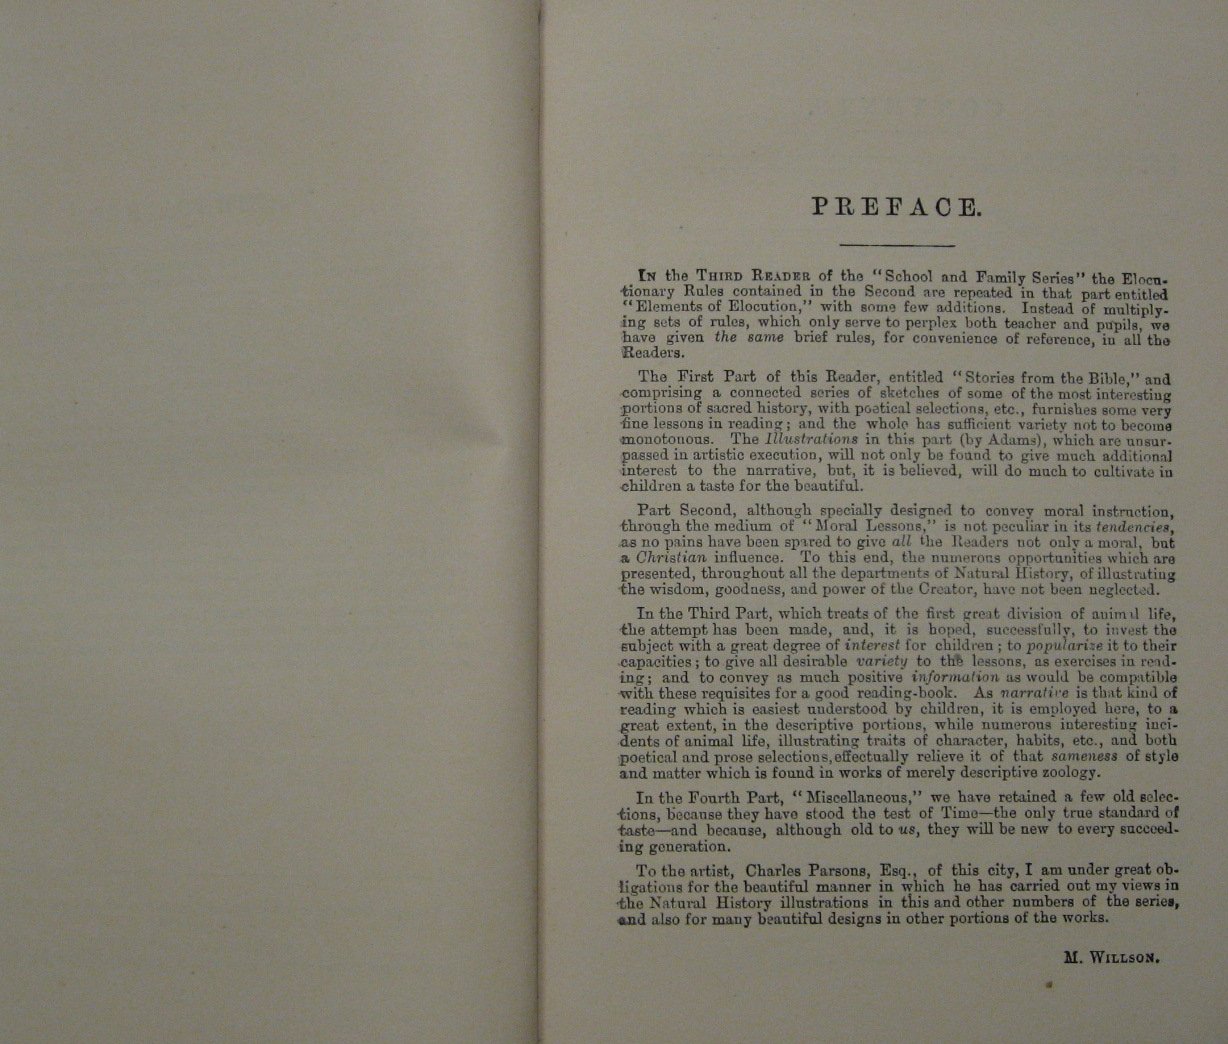 PREFACE.
IN the THIRD READER of the "School and Family Series" the Elocu-
tionary Rules contained in the Second are repeated in that part entitled
"Elements of Elocution," with some few additions. Instead of multiply-
ing sets of rules, which only serve to perplex both teacher and pupils, we
have given the same brief rules, for convenience of reference, in all the
Readers.
The First Part of this Reader, entitled "Stories from the Bible," and
comprising a connected series of sketches of some of the most interesting
portions of sacred history, with poetical selections, etc., furnishes some very
fine lessons in reading; and the whole has sufficient variety not to become
monotonous. The Illustrations in this part (by Adams), which are unsur-
passed in artistic execution, will not only be found to give much additional
interest to the narrative, but, it is believed, will do much to cultivate in
children a taste for the beautiful.
Part Second, although specially designed to convey moral instruction,
through the medium of "Moral Lessons," is not peculiar in its tendencies,
as no pains have been spared to give all the Readers not only a moral, but
a Christian influence. To this end, the numerous opportunities which are
presented, throughout all the departments of Natural History, of illustrating
the wisdom, goodness, and power of the Creator, have not been neglected.
In the Third Part, which treats of the first great division of animal life,
the attempt has been made, and, it is hoped, successfully, to invest the
subject with a great degree of interest for children; to popularize it to their
capacities; to give all desirable variety to the lessons, as exercises in read-
ing; and to convey as much positive information as would be compatible
with these requisites for a good reading-book. As narrative is that kind of
reading which is easiest understood by children, it is employed here, to a
great extent, in the descriptive portions, while numerous interesting inci-
dents of animal life, illustrating traits of character, habits, etc., and both
poetical and prose selections, effectually relieve it of that sameness of style
and matter which is found in works of merely descriptive zoology.
In the Fourth Part, "Miscellaneous," we have retained a few old selec-
tions, because they have stood the test of Time—the only true standard of
taste—and because, although old to us, they will be new to every succeed-
ing generation.
To the artist, Charles Parsons, Esq., of this city, I am under great ob-
ligations for the beautiful manner in which he has carried out my views in
the Natural History illustrations in this and other numbers of the series,
and also for many beautiful designs in other portions of the works.
M. WILLSON.